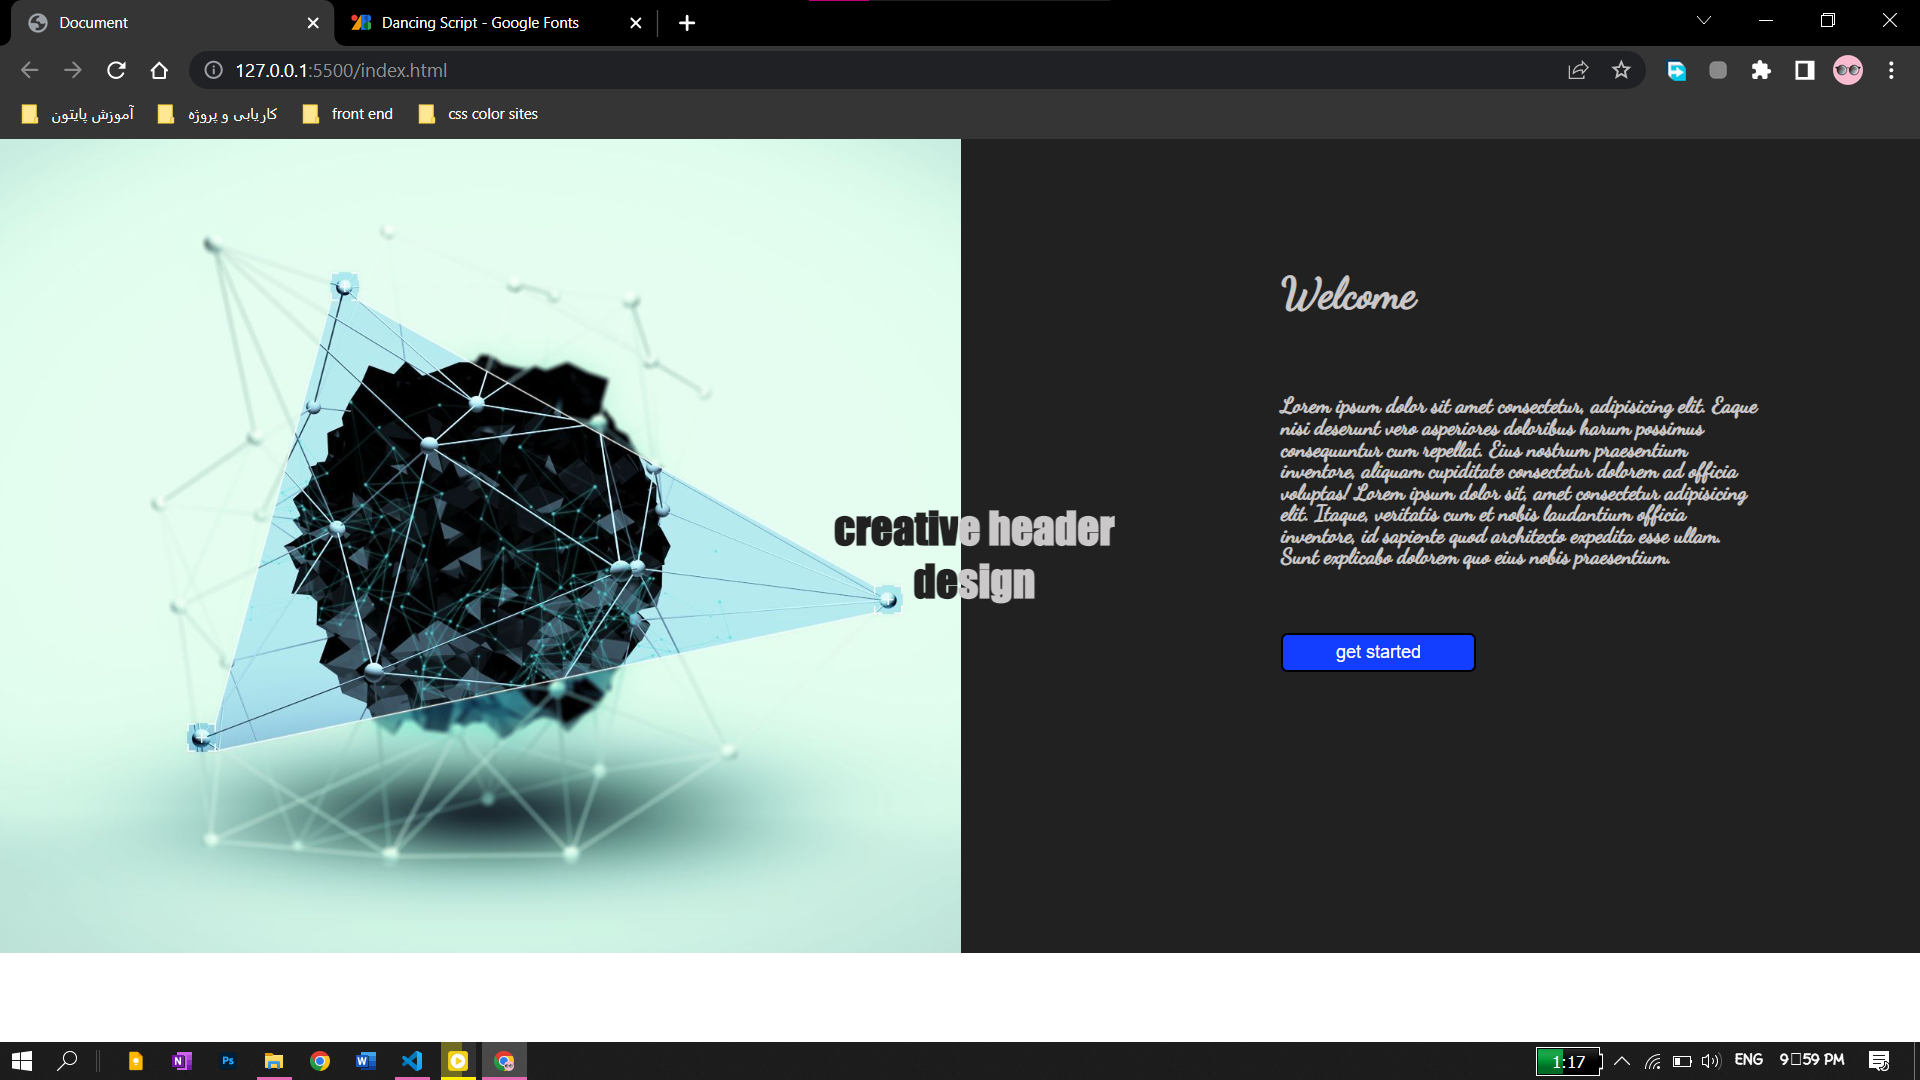 Document
Dancing Script - Google Fonts
127.0.0.1:5500/index.html
آموزش پایتون
کاریابی و پروژه
front end
css color sites
Welcome
Lorem ipsum dolor sit amet consectetur, adipisicing elit. Eaque
nisi deserunt vero asperiores doloribus harum possimus
consequuntur cum repellat. Eius nostrum praesentium
inventore, aliquam cupiditate consectetur dolorem ad officia
voluptas! Lorem ipsum dolor sit, amet consectetur adipisicing
elit. Itaque, veritatis cum et nobis laudantium officia
inventore, id sapiente quod architecto expedita esse ullam.
Sunt explicabo dolorem quo eius nobis praesentium.
creative header
design
get started
N
Ps
W
1:17
ENG
9▯59 PM